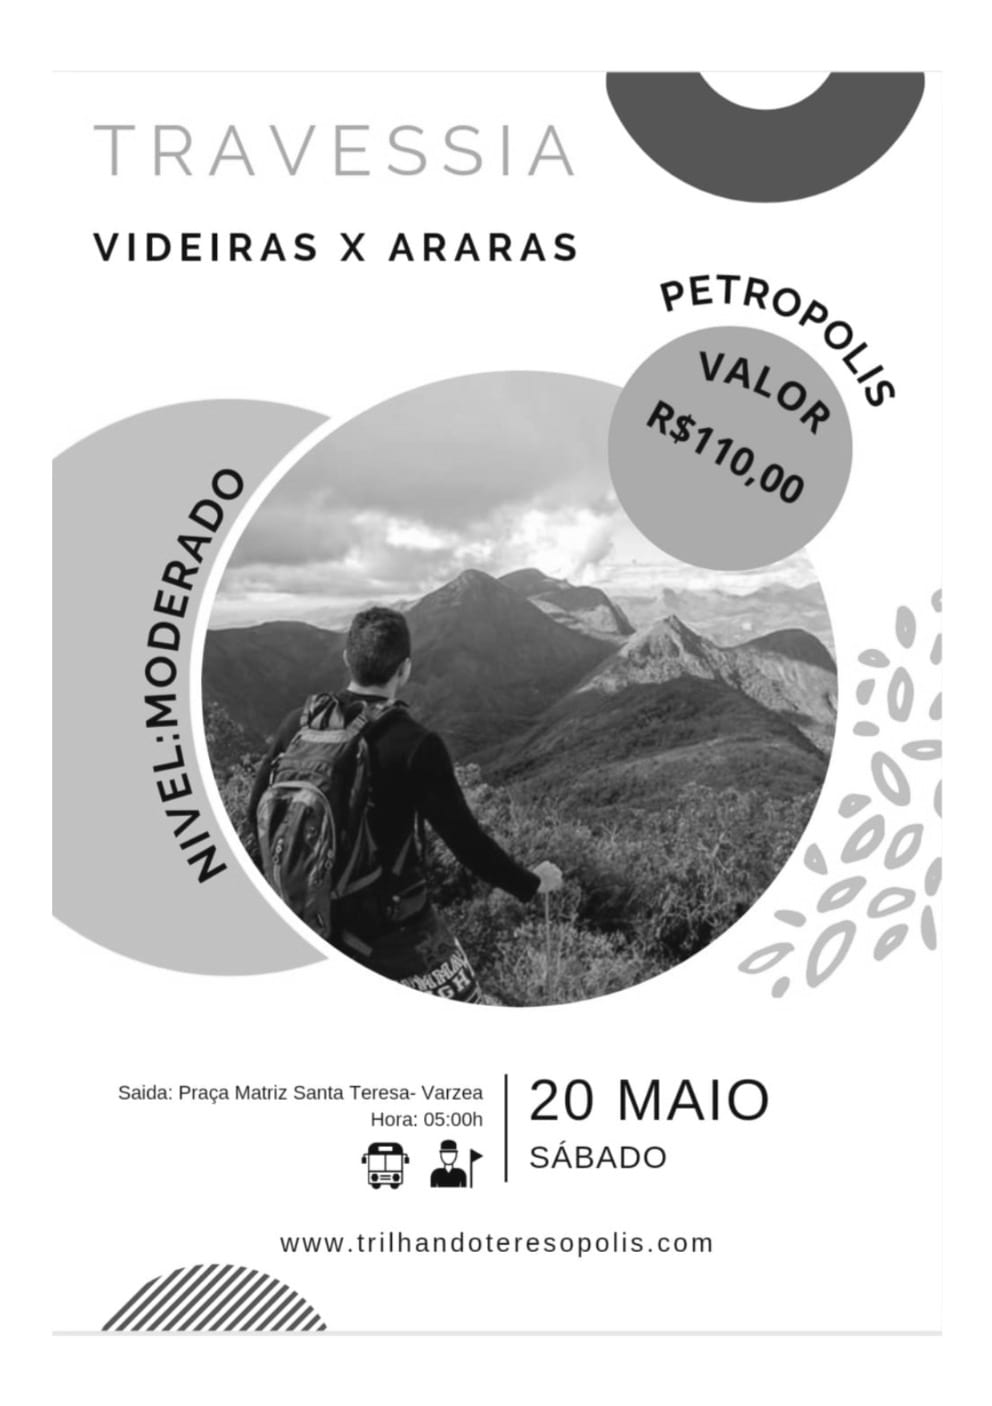 TRAVESSIA
VIDEIRAS X ARARAS
PETROPOLIS
VALOR
R$110,00
NIVEL:MODERADO
GH
Saida: Praça Matriz Santa Teresa- Varzea
Hora: 05:00h
20 MAIO
SÁBADO
www.trilhandoteresopolis.com